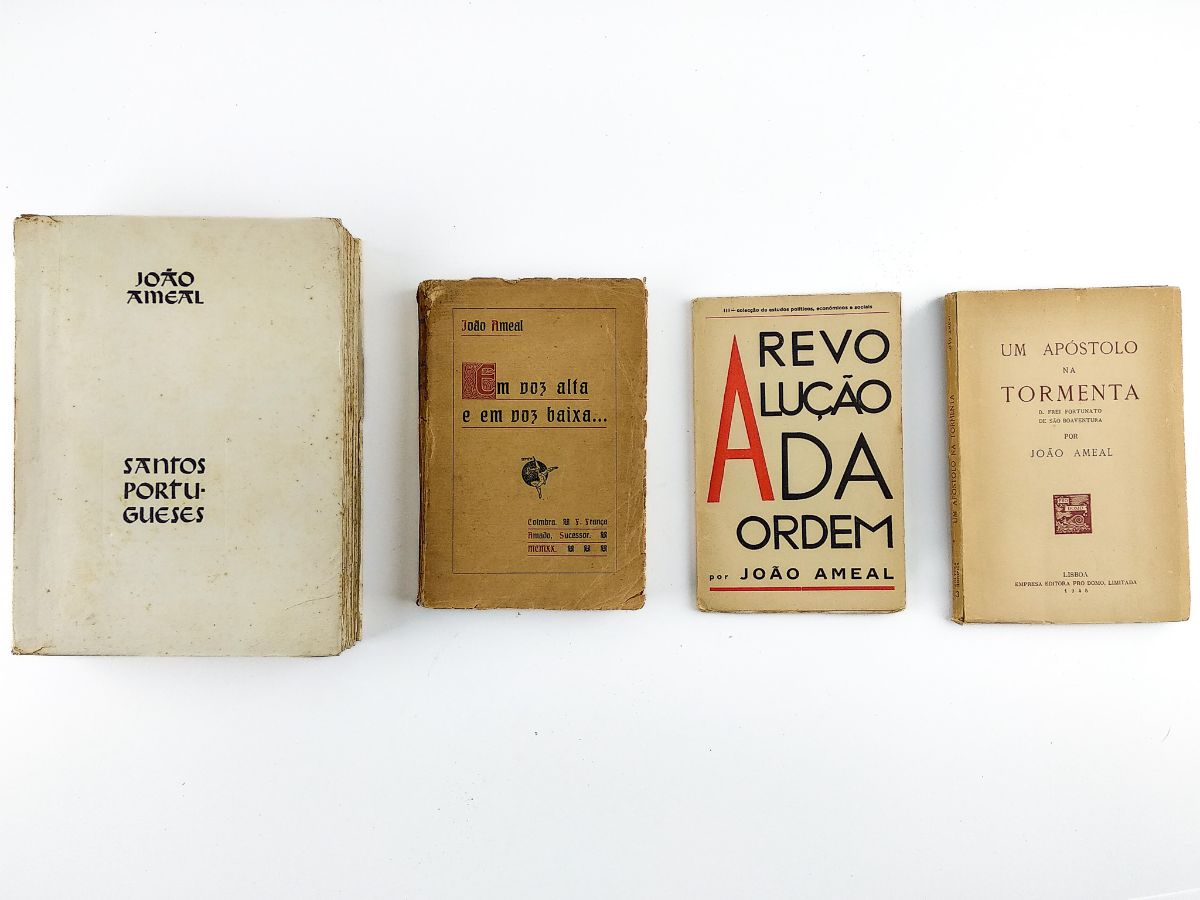 JOÃO
AMEAL
SANTOS
PORTU-
GUESES
João Ameal
Em voz alta
e em voz baixa...
Coimbra. F. França
Amado, Sucessor.
MCMXX.
III — colecção de estudos políticos, económicos e sociais
A REVO
LUÇÃO
DA
ORDEM
por JOÃO AMEAL
UM APÓSTOLO NA TORMENTA
UM APÓSTOLO
NA
TORMENTA
D. FREI FORTUNATO
DE SÃO BOAVENTURA
POR
JOÃO AMEAL
PRO
DOMO
LISBOA
EMPRESA EDITORA PRO DOMO, LIMITADA